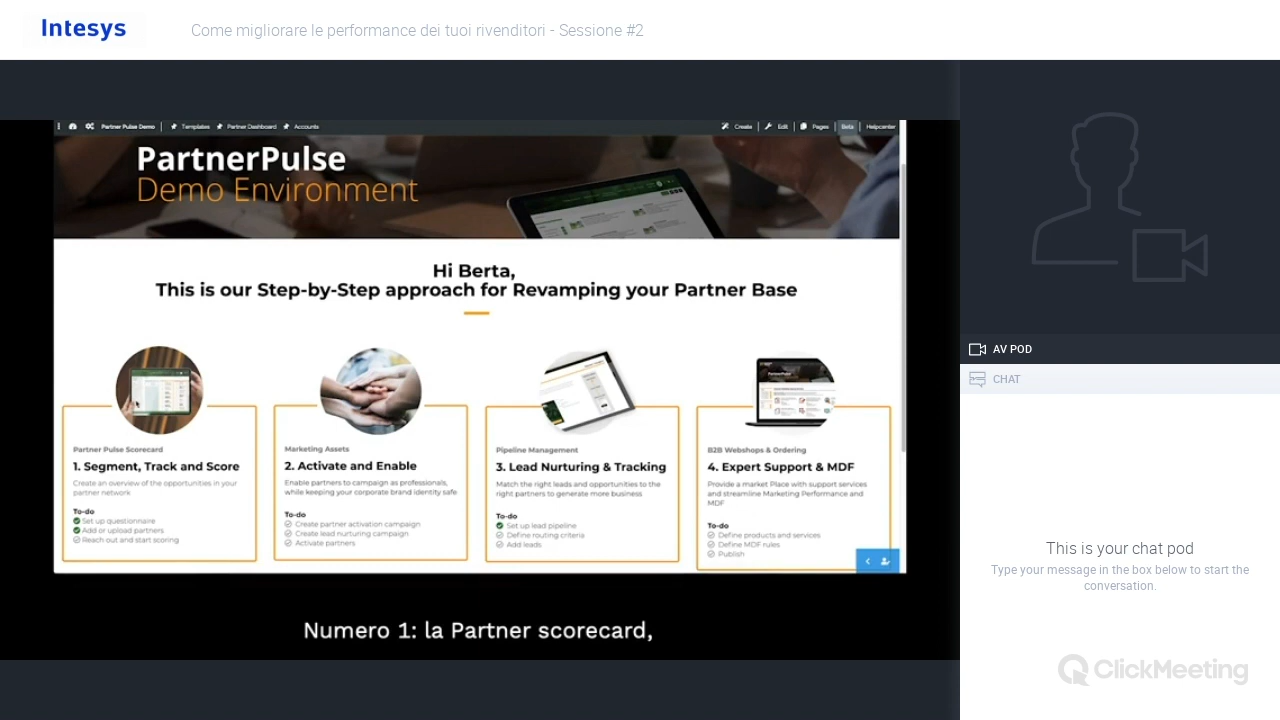 Intesys
Come migliorare le performance dei tuoi rivenditori - Sessione #2
Partner Pulse Demo
Templates
Partner Dashboard
Accounts
Create
Edit
Pages
Beta
Helpcenter
PartnerPulse
Demo Environment
Hi Berta,
This is our Step-by-Step approach for Revamping your Partner Base
Partner Pulse Scorecard
1. Segment, Track and Score
Create an overview of the opportunities in your
partner network
To-do
Set up questionnaire
Add or upload partners
Reach out and start scoring
Marketing Assets
2. Activate and Enable
Enable partners to campaign as professionals,
while keeping your corporate brand identity safe
To-do
Create partner activation campaign
Create lead nurturing campaign
Activate partners
Pipeline Management
3. Lead Nurturing & Tracking
Match the right leads and opportunities to the
right partners to generate more business
To-do
Set up lead pipeline
Define routing criteria
Add leads
B2B Webshops & Ordering
4. Expert Support & MDF
Provide a market Place with support services
and streamline Marketing Performance and
MDF
To-do
Define products and services
Define MDF rules
Publish
Numero 1: la Partner scorecard,
AV POD
CHAT
This is your chat pod
Type your message in the box below to start the
conversation.
ClickMeeting